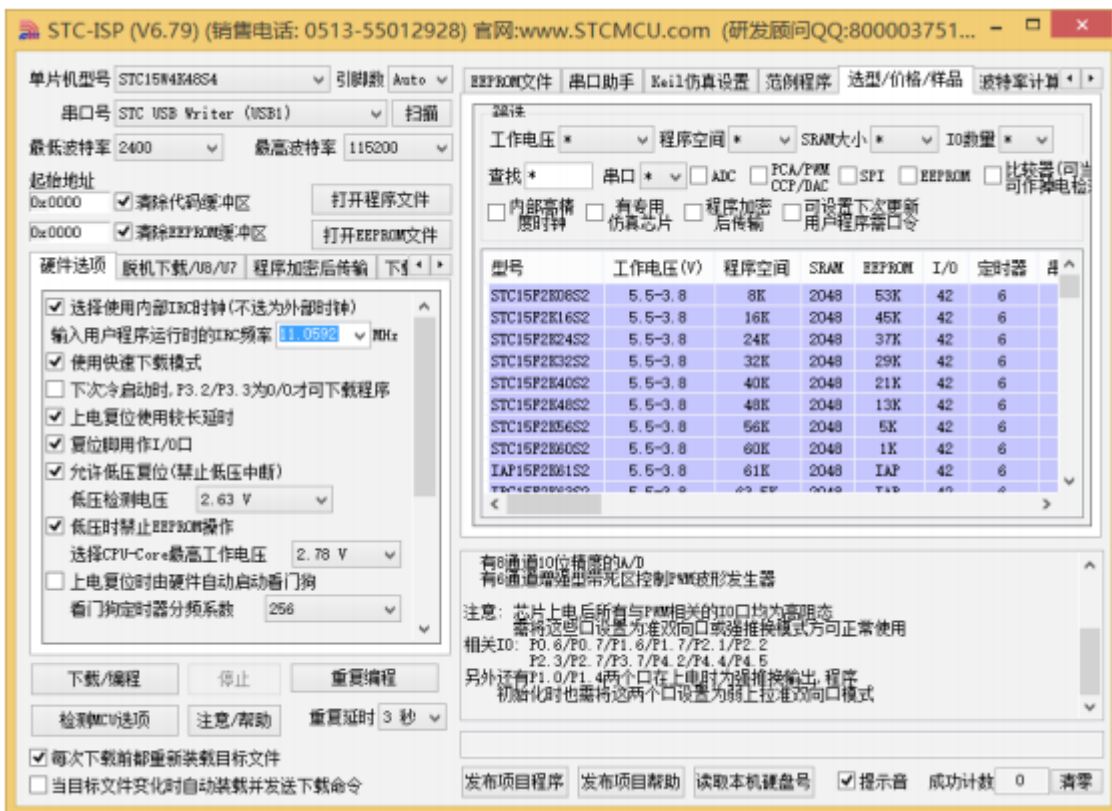 STC-ISP (V6.79) (销售电话: 0513-55012928) 官网:www.STCMCU.com (研发顾问QQ:800003751...
单片机型号 STC15W4K48S4 引脚数 Auto
串口号 STC USB Writer (USB1) 扫描
最低波特率 2400 最高波特率 115200
起始地址
0x0000 清除代码缓冲区 打开程序文件
0x0000 清除EEPROM缓冲区 打开EEPROM文件
硬件选项 脱机下载/U8/U7 程序加密后传输
选择使用内部IRC时钟(不选为外部时钟)
输入用户程序运行时的IRC频率 11.0592 MHz
使用快速下载模式
下次冷启动时,P3.2/P3.3为0/0才可下载程序
上电复位使用较长延时
复位脚用作I/O口
允许低压复位(禁止低压中断)
低压检测电压 2.63 V
低压时禁止EEPROM操作
选择CPU-Core最高工作电压 2.78 V
上电复位时由硬件自动启动看门狗
看门狗定时器分频系数 256
下载/编程 停止 重复编程
检测MCU选项 注意/帮助 重复延时 3 秒
每次下载前都重新装载目标文件
当目标文件变化时自动装载并发送下载命令
EEPROM文件 串口助手 Keil仿真设置 范例程序 选型/价格/样品 波特率计算
工作电压 * 程序空间 * SRAM大小 * IO数量 *
查找 * 串口 * ADC PCA/PWM CCP/DAC SPI EEPROM 比较器(可当 可作掉电检
内部高精度时钟 有专用仿真芯片 程序加密后传输 可设置下次更新用户程序需口令
型号 工作电压(V) 程序空间 SRAM EEPROM I/O 定时器
STC15F2K08S2 5.5-3.8 8K 2048 53K 42 6
STC15F2K16S2 5.5-3.8 16K 2048 45K 42 6
STC15F2K24S2 5.5-3.8 24K 2048 37K 42 6
STC15F2K32S2 5.5-3.8 32K 2048 29K 42 6
STC15F2K40S2 5.5-3.8 40K 2048 21K 42 6
STC15F2K48S2 5.5-3.8 48K 2048 13K 42 6
STC15F2K56S2 5.5-3.8 56K 2048 5K 42 6
STC15F2K60S2 5.5-3.8 60K 2048 1K 42 6
IAP15F2K61S2 5.5-3.8 61K 2048 IAP 42 6
有8通道10位精度的A/D
有6通道增强型带死区控制PWM波形发生器
注意: 芯片上电后所有与PWM相关的IO口均为高阻态
需将这些口设置为准双向口或强推挽模式方可正常使用
相关IO: P0.6/P0.7/P1.6/P1.7/P2.1/P2.2
P2.3/P2.7/P3.7/P4.2/P4.4/P4.5
另外还有P1.0/P1.4两个口在上电时为强推挽输出,程序
初始化时也需将这两个口设置为弱上拉准双向口模式
发布项目程序 发布项目帮助 读取本机硬盘号 提示音 成功计数 0 清零